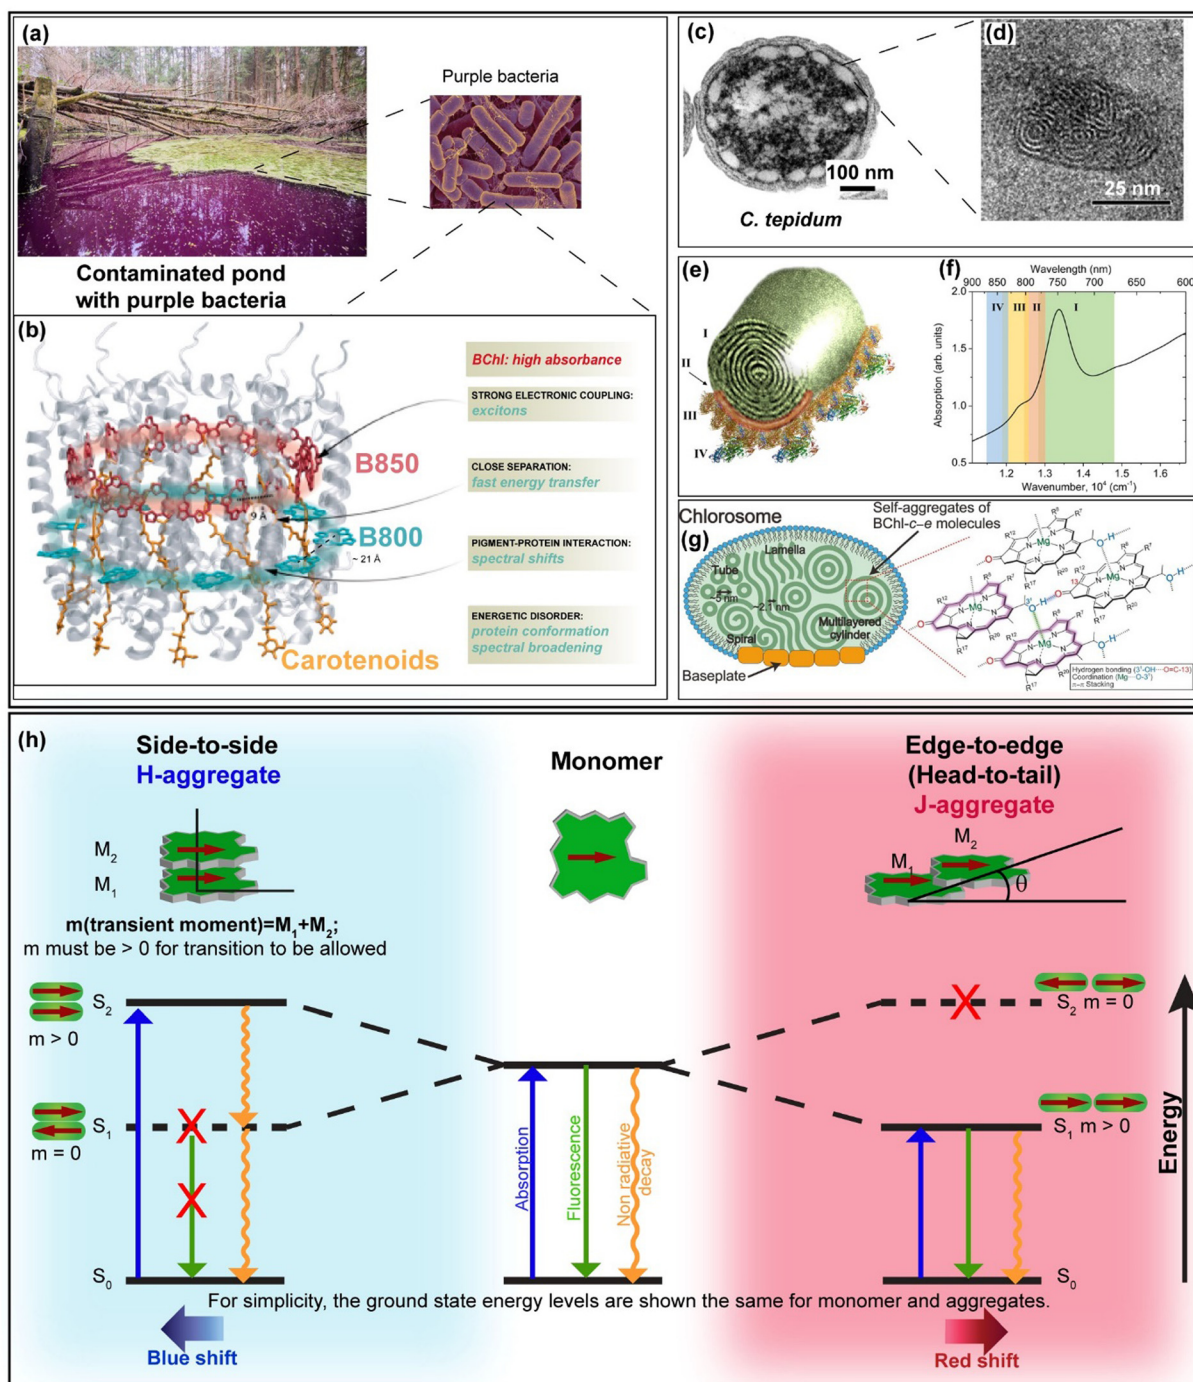 (a)
Purple bacteria
Contaminated pond
with purple bacteria
(b)
BChl: high absorbance
STRONG ELECTRONIC COUPLING:
excitons
B850
CLOSE SEPARATION:
fast energy transfer
9 Å
B800
~ 21 Å
PIGMENT-PROTEIN INTERACTION:
spectral shifts
ENERGETIC DISORDER:
protein conformation
spectral broadening
Carotenoids
(c)
100 nm
C. tepidum
(d)
25 nm
(e)
I
II
III
IV
(f)
Wavelength (nm)
900 850 800 750 700 650 600
IV III II I
2.0
1.5
1.0
0.5
Absorption (arb. units)
1.2 1.3 1.4 1.5 1.6
Wavenumber, 10⁴ (cm⁻¹)
(g)
Chlorosome
Self-aggregates of
BChl-c–e molecules
Lamella
Tube
~5 nm
~2.1 nm
Multilayered
cylinder
Spiral
Baseplate
Hydrogen bonding (3¹-OH···O=C-13)
Coordination (Mg···O-3¹)
π–π Stacking
(h)
Side-to-side
H-aggregate
M₂
M₁
m(transient moment)=M₁+M₂;
m must be > 0 for transition to be allowed
Monomer
Edge-to-edge
(Head-to-tail)
J-aggregate
M₂
M₁
θ
S₂
m > 0
S₁
m = 0
S₀
Absorption
Fluorescence
Non radiative
decay
S₂ m = 0
S₁ m > 0
S₀
Energy
For simplicity, the ground state energy levels are shown the same for monomer and aggregates.
Blue shift
Red shift